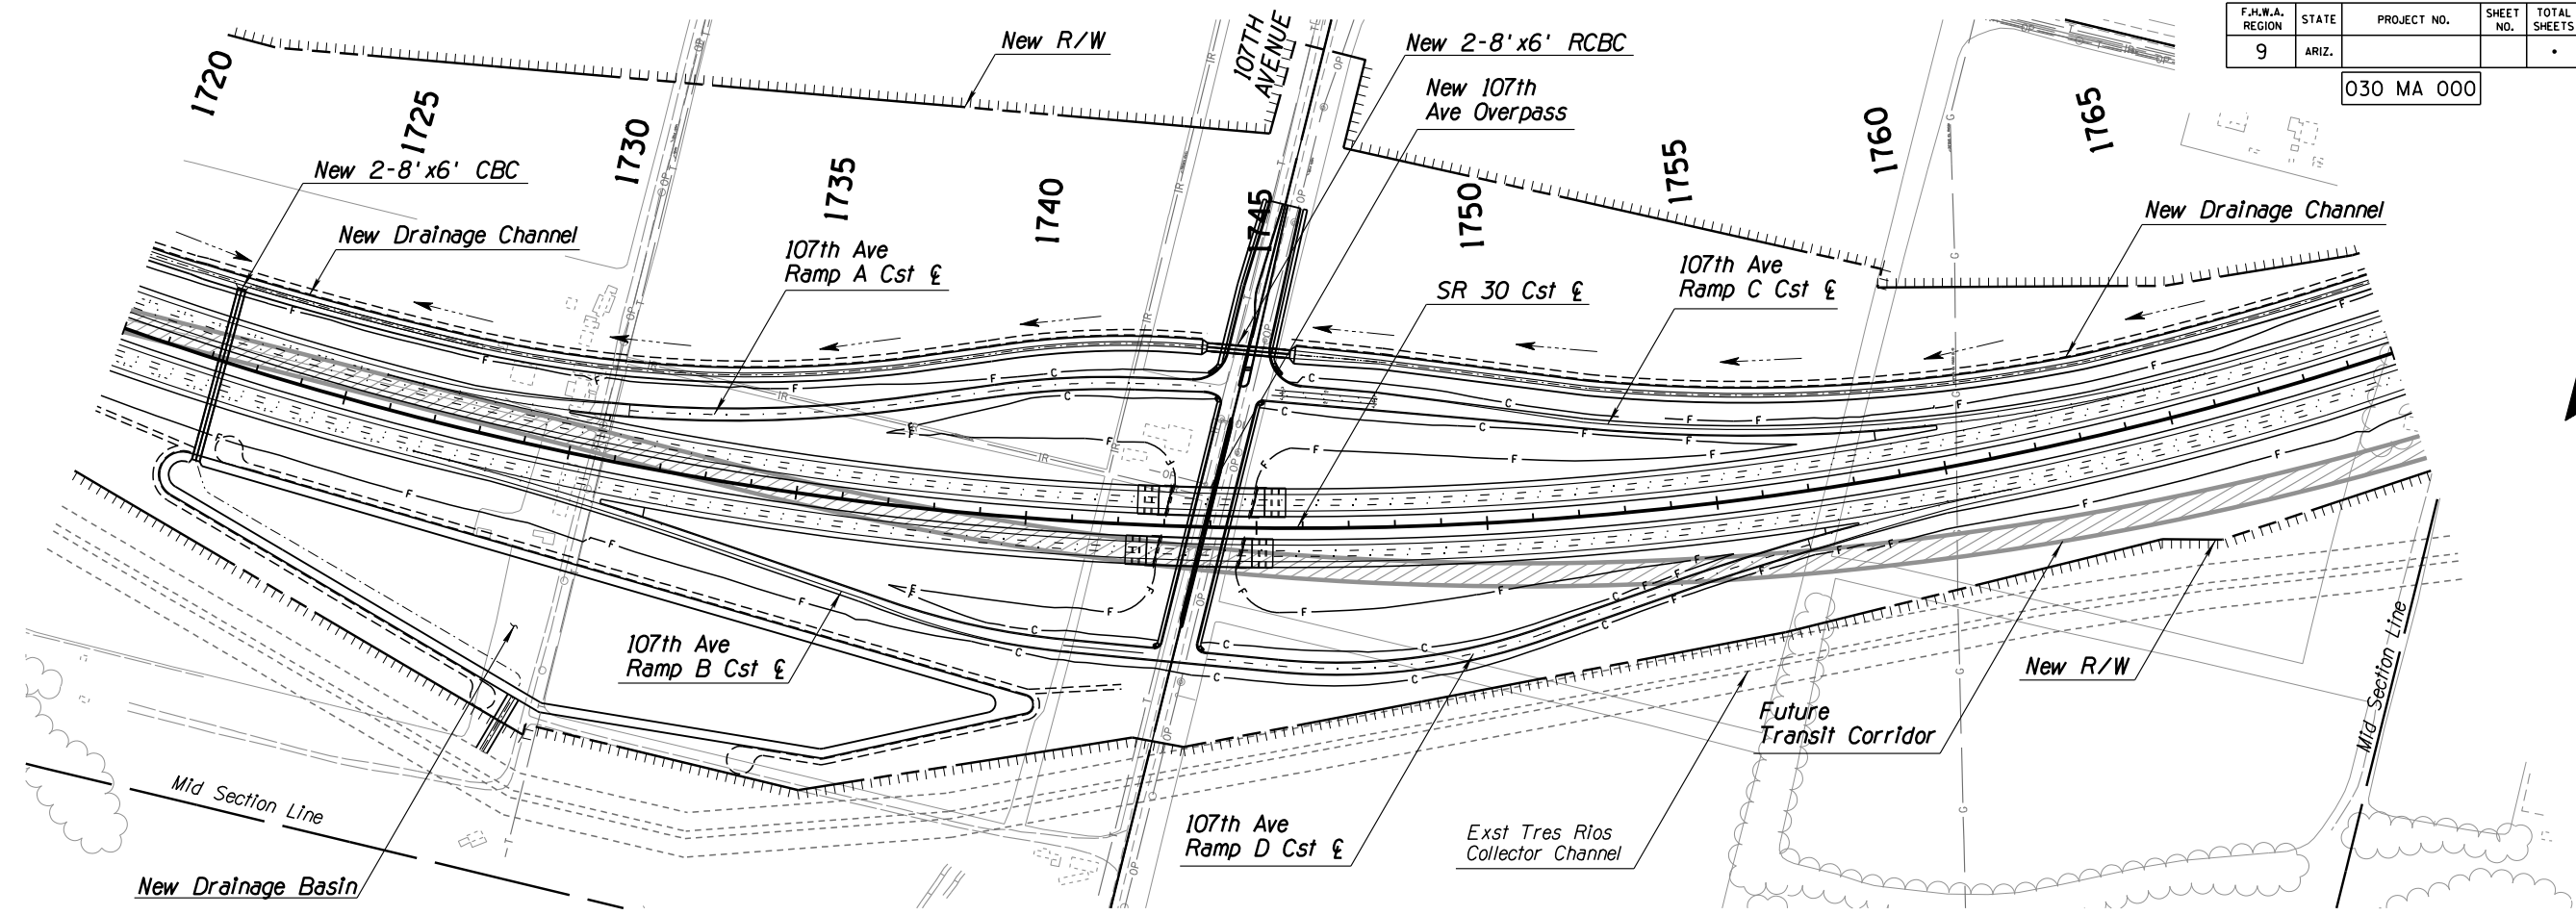 F.H.W.A. REGION
STATE
PROJECT NO.
SHEET NO.
TOTAL SHEETS
9
ARIZ.
030 MA 000
New R/W
107TH
AVENUE
New 2-8'x6' RCBC
New 107th
Ave Overpass
1720
1725
1730
1735
1740
1745
1750
1755
1760
1765
New 2-8'x6' CBC
New Drainage Channel
107th Ave
Ramp A Cst ℄
SR 30 Cst ℄
107th Ave
Ramp C Cst ℄
New Drainage Channel
107th Ave
Ramp B Cst ℄
New R/W
Mid Section Line
Future
Transit Corridor
Mid Section Line
107th Ave
Ramp D Cst ℄
Exst Tres Rios
Collector Channel
New Drainage Basin